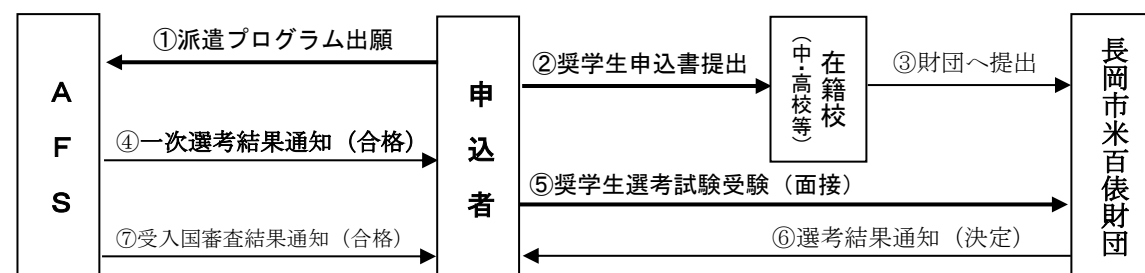 ①派遣プログラム出願
②奨学生申込書提出
③財団へ提出
④一次選考結果通知（合格）
⑤奨学生選考試験受験（面接）
⑥選考結果通知（決定）
⑦受入国審査結果通知（合格）
ＡＦＳ
申込者
在籍校
（中・高校等）
長岡市米百俵財団